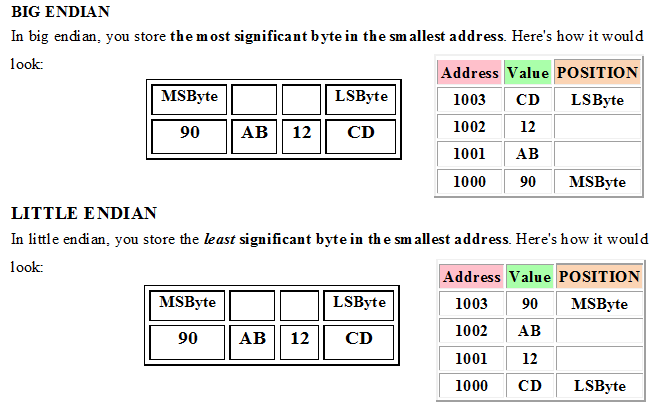 BIG ENDIAN
In big endian, you store the most significant byte in the smallest address. Here's how it would
look:
MSByte LSByte
90 AB 12 CD
Address Value POSITION
1003 CD LSByte
1002 12
1001 AB
1000 90 MSByte
LITTLE ENDIAN
In little endian, you store the least significant byte in the smallest address. Here's how it would
look:
MSByte LSByte
90 AB 12 CD
Address Value POSITION
1003 90 MSByte
1002 AB
1001 12
1000 CD LSByte